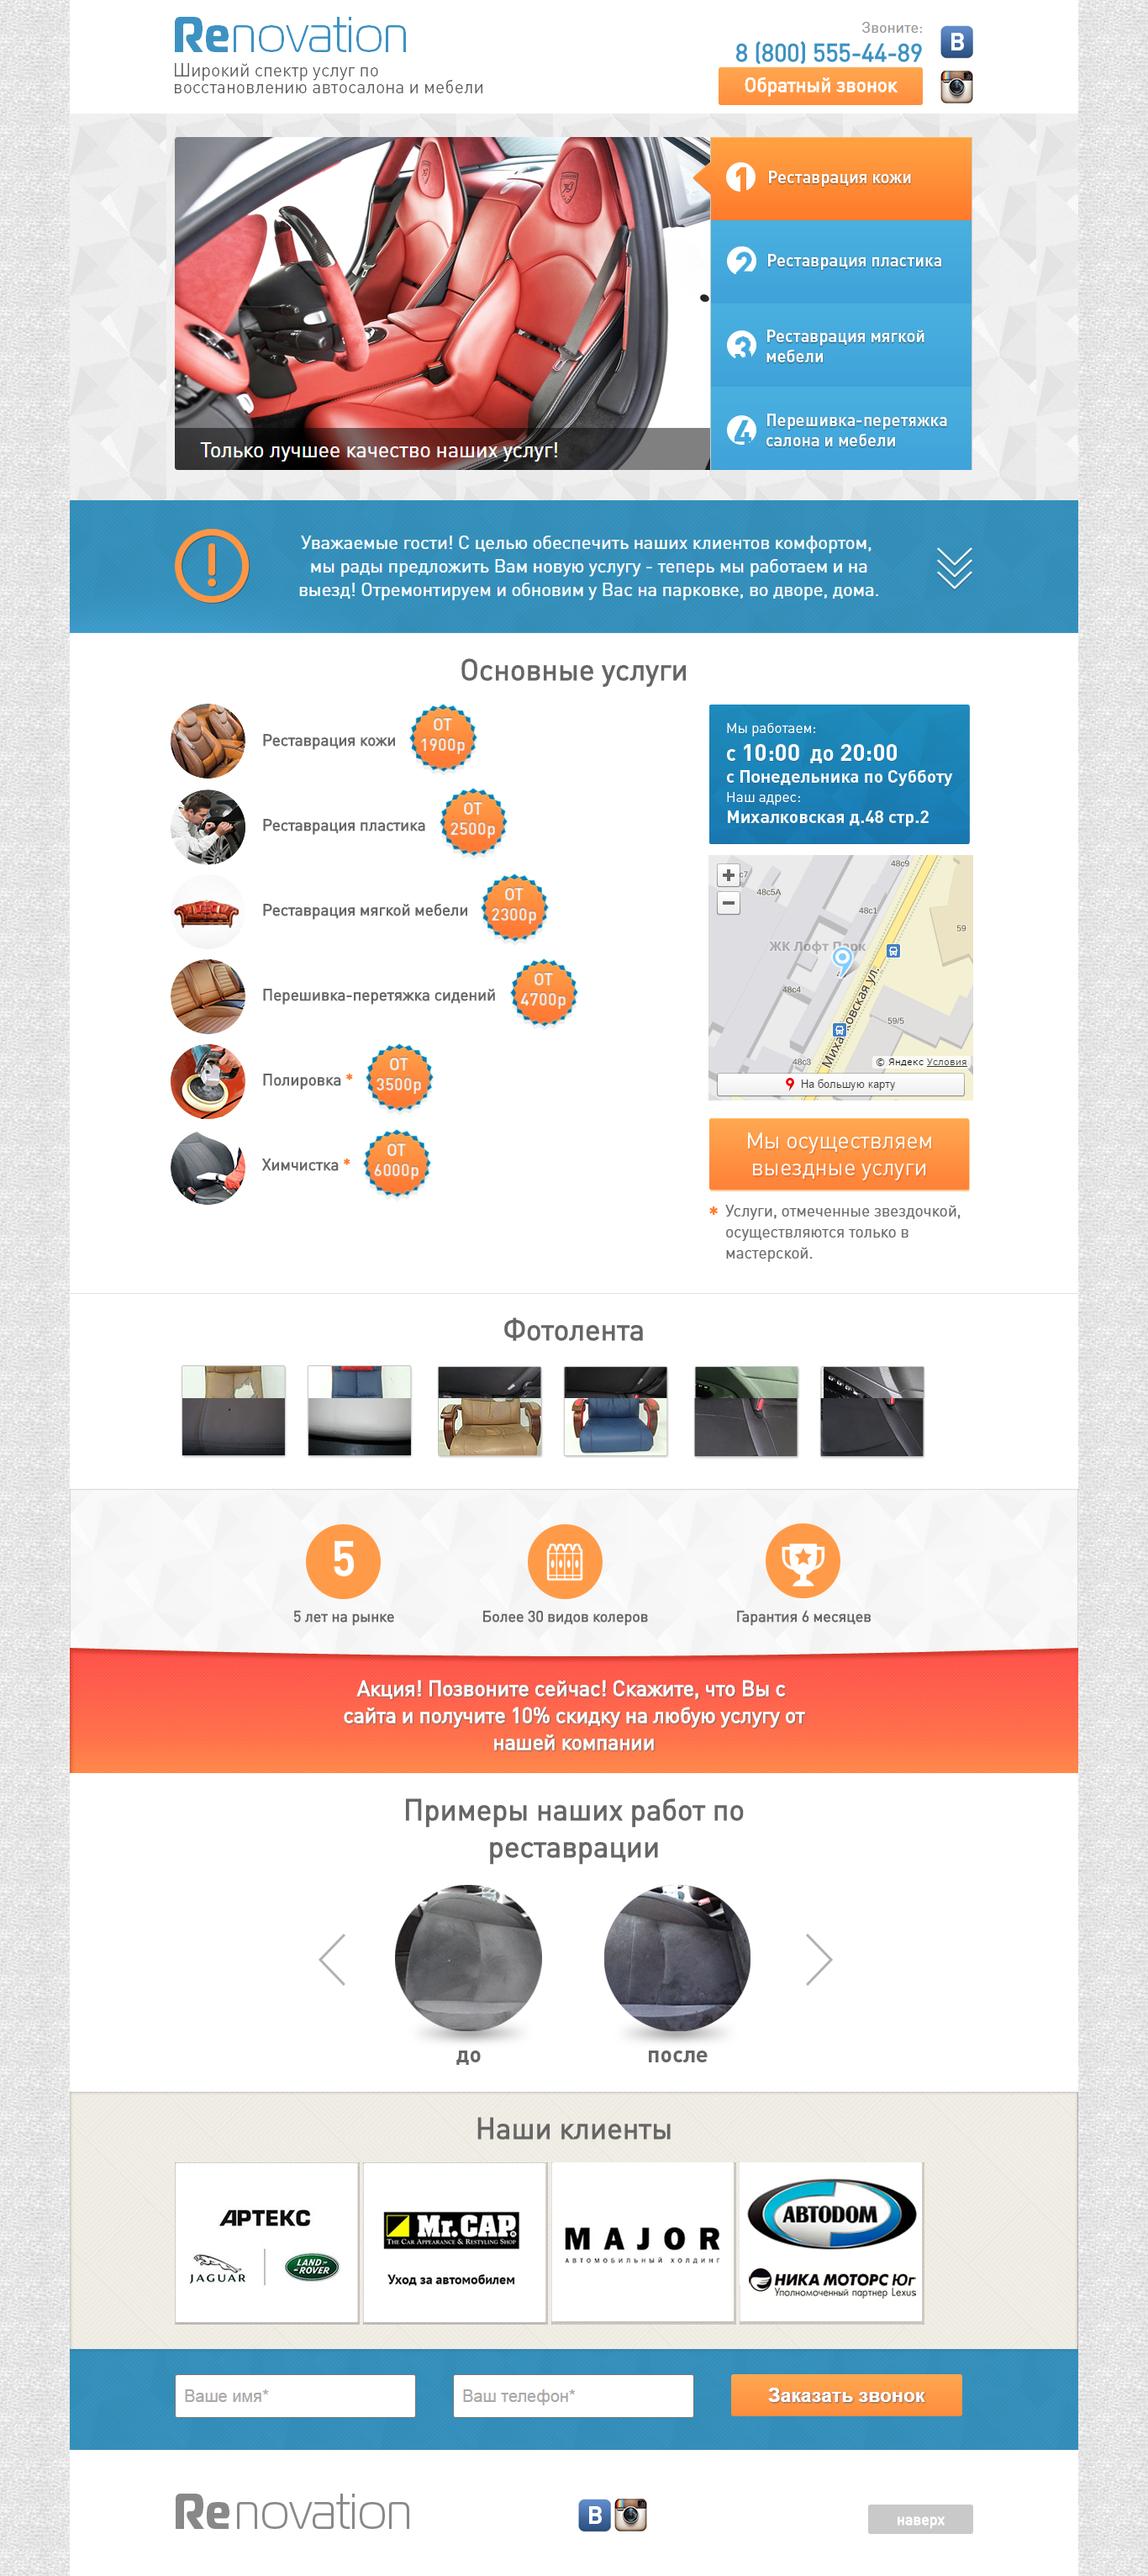 Renovation
Широкий спектр услуг по
восстановлению автосалона и мебели
Звоните:
8 (800) 555-44-89
Обратный звонок
B
1 Реставрация кожи
2 Реставрация пластика
3 Реставрация мягкой
мебели
4 Перешивка-перетяжка
салона и мебели
Только лучшее качество наших услуг!
Уважаемые гости! С целью обеспечить наших клиентов комфортом,
мы рады предложить Вам новую услугу - теперь мы работаем и на
выезд! Отремонтируем и обновим у Вас на парковке, во дворе, дома.
Основные услуги
Реставрация кожи
ОТ
1900р
Реставрация пластика
ОТ
2500р
Реставрация мягкой мебели
ОТ
2300р
Перешивка-перетяжка сидений
ОТ
4700р
Полировка *
ОТ
3500р
Химчистка *
ОТ
6000р
Мы работаем:
с 10:00 до 20:00
с Понедельника по Субботу
Наш адрес:
Михалковская д.48 стр.2
48с9
с7
48с5А
48с1
59
ЖК Лофт Парк
48с4
59/5
Михалковская ул.
48с3
© Яндекс Условия
На большую карту
Мы осуществляем
выездные услуги
* Услуги, отмеченные звездочкой,
осуществляются только в
мастерской.
Фотолента
5
5 лет на рынке
Более 30 видов колеров
Гарантия 6 месяцев
Акция! Позвоните сейчас! Скажите, что Вы с
сайта и получите 10% скидку на любую услугу от
нашей компании
Примеры наших работ по
реставрации
до
после
Наши клиенты
АРТЕКС
JAGUAR
LAND-
ROVER
Mr.CAP
THE CAR APPEARANCE & RESTYLING SHOP
Уход за автомобилем
MAJOR
АВТОМОБИЛЬНЫЙ ХОЛДИНГ
АВТОDОМ
НИКА МОТОРС Юг
Уполномоченный партнер Lexus
Ваше имя*
Ваш телефон*
Заказать звонок
Renovation
B
наверх